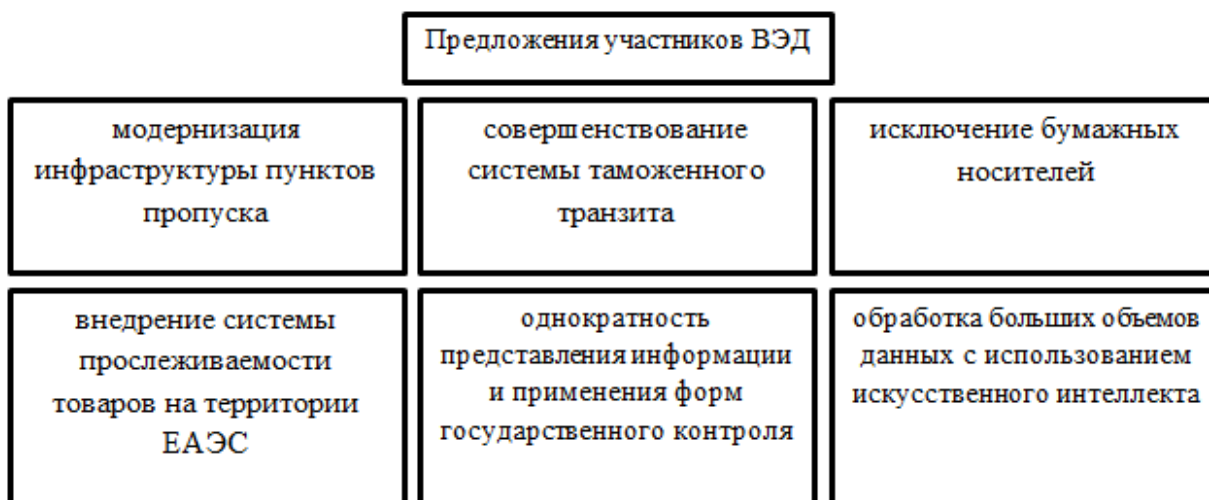 Предложения участников ВЭД
модернизация
инфраструктуры пунктов
пропуска
совершенствование
системы таможенного
транзита
исключение бумажных
носителей
внедрение системы
прослеживаемости
товаров на территории
ЕАЭС
однократность
представления информации
и применения форм
государственного контроля
обработка больших объемов
данных с использованием
искусственного интеллекта